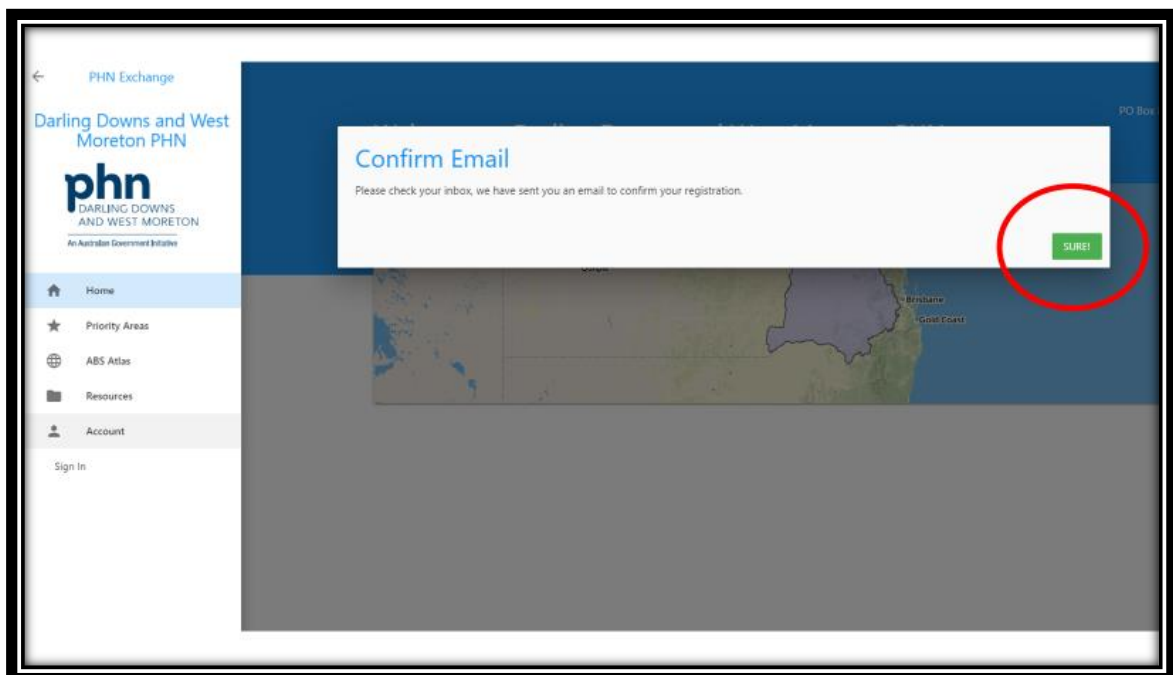 PHN Exchange
Darling Downs and West
Moreton PHN
phn
DARLING DOWNS
AND WEST MORETON
An Australian Government Initiative
Home
Priority Areas
ABS Atlas
Resources
Account
Sign In
PO Box
Confirm Email
Please check your inbox, we have sent you an email to confirm your registration.
SURE!
Brisbane
Gold Coast